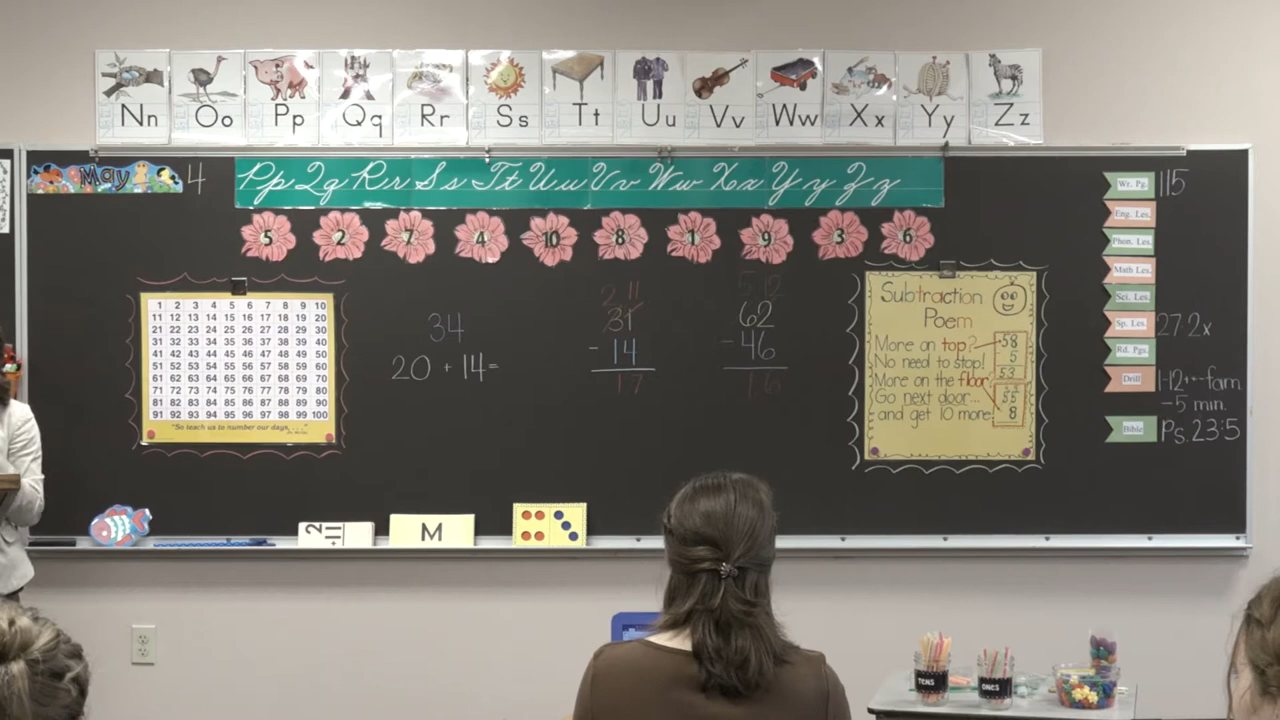 Nn Oo Pp Qq Rr Ss Tt Uu Vv Ww Xx Yy Zz
May 4
Pp Qq Rr Ss Tt Uu Vv Ww Xx Yy Zz
5 2 7 4 10 8 1 9 3 6
1 2 3 4 5 6 7 8 9 10
11 12 13 14 15 16 17 18 19 20
21 22 23 24 25 26 27 28 29 30
31 32 33 34 35 36 37 38 39 40
41 42 43 44 45 46 47 48 49 50
51 52 53 54 55 56 57 58 59 60
61 62 63 64 65 66 67 68 69 70
71 72 73 74 75 76 77 78 79 80
81 82 83 84 85 86 87 88 89 90
91 92 93 94 95 96 97 98 99 100
"So teach us to number our days, . . ."
34
20 + 14 =
2 11
31
- 14
17
5 12
62
- 46
16
Subtraction
Poem
More on top?
No need to stop!
More on the floor?
Go next door...
and get 10 more!
58
5
53
55
8
Wr. Pg. 115
Eng. Les.
Phon. Les.
Math Les.
Sci. Les.
Sp. Les. 27 2x
Rd. Pgs.
Drill 1-12+- fam
-5 min.
Bible Ps. 23:5
M
TENS
ONES